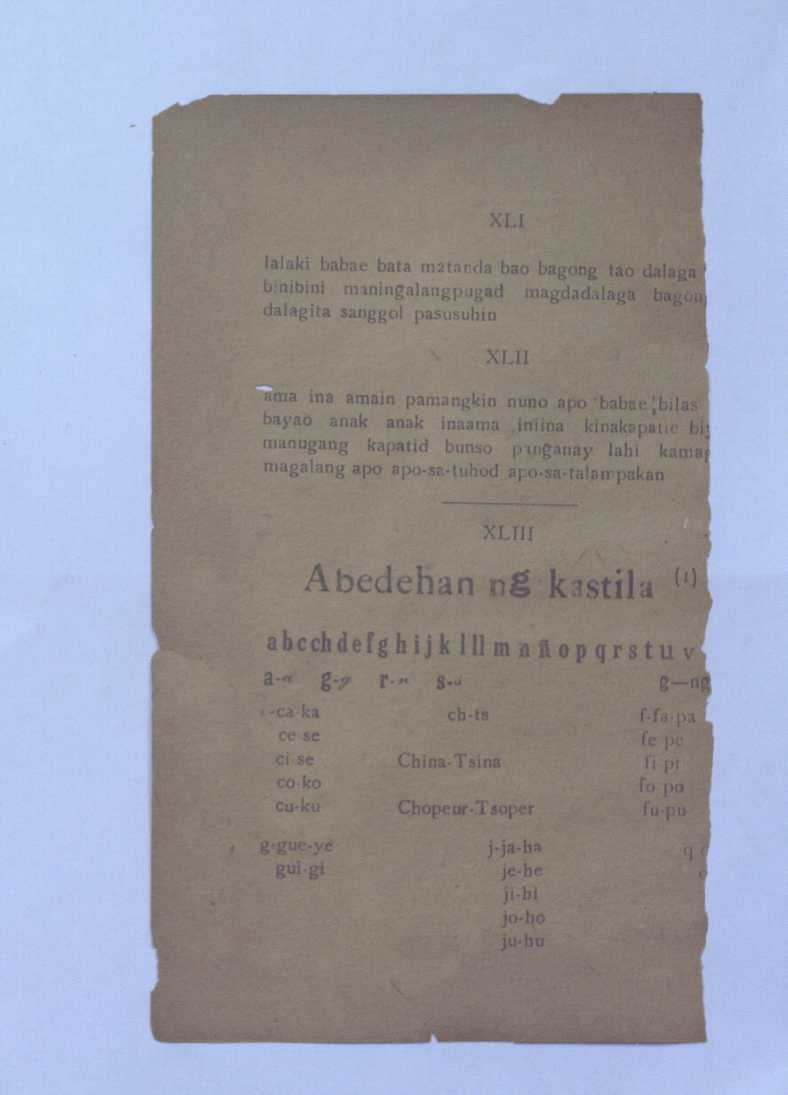 XLI
lalaki babae bata matanda bao bagong tao dalaga
binibini maningalangpugad magdadalaga
dalagita sanggol pasusuhin
XLII
ama ina amain pamangkin nuno apo babae bilas
bayaō anak anak inaama iniina kinakapatid
manugang kapatid bunso panganay lahi
magalang apo apo-sa-tuhod apo-sa-talampakan
XLIII
Abedehan ng̃ kastila (1)
a b c ch d e f g h i j k l ll m n ñ o p q r s t u v
a-a g-g r-r s-s g—ng
-ca-ka ch-ts f-fa-pa
ce-se fe pe
ci se China-Tsina fi pi
co-ko fo po
cu-ku Chopeur-Tsoper fu-pu
g-gue-ye j-ja-ha q
gui-gi je-he
ji-hi
jo-ho
ju-hu